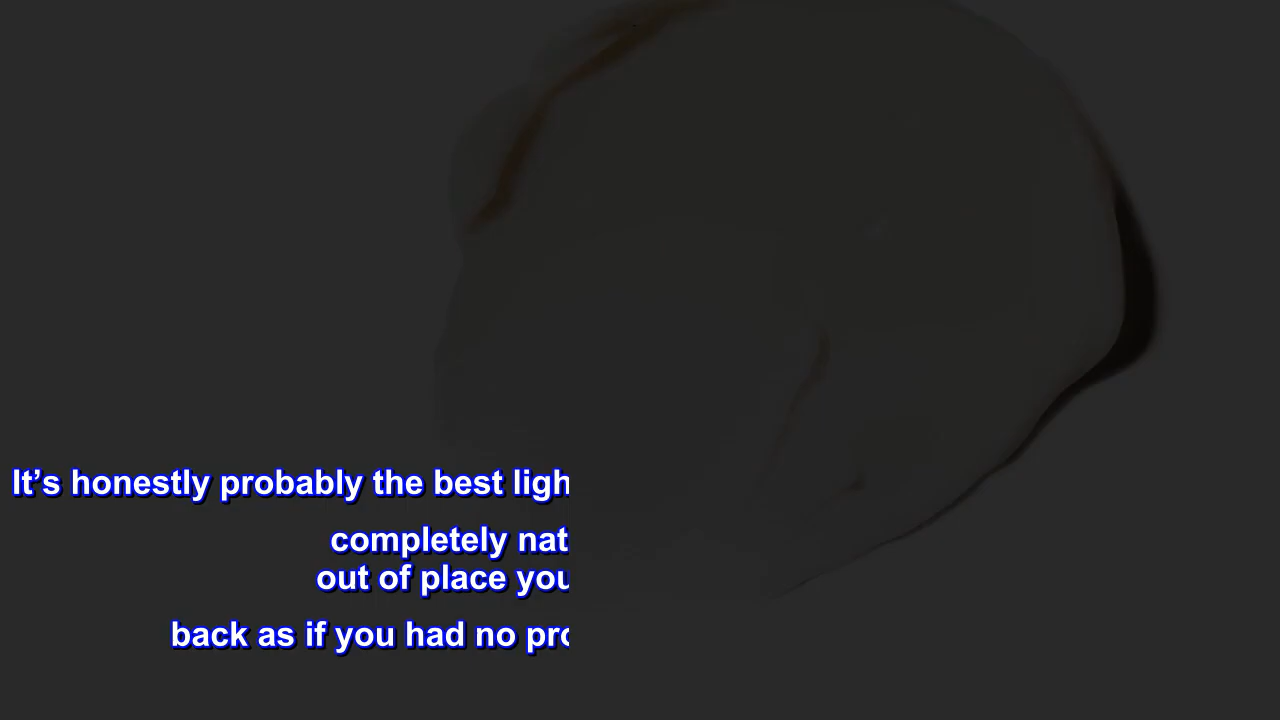 It’s honestly probably the best ligh
completely nat
out of place you
back as if you had no pro